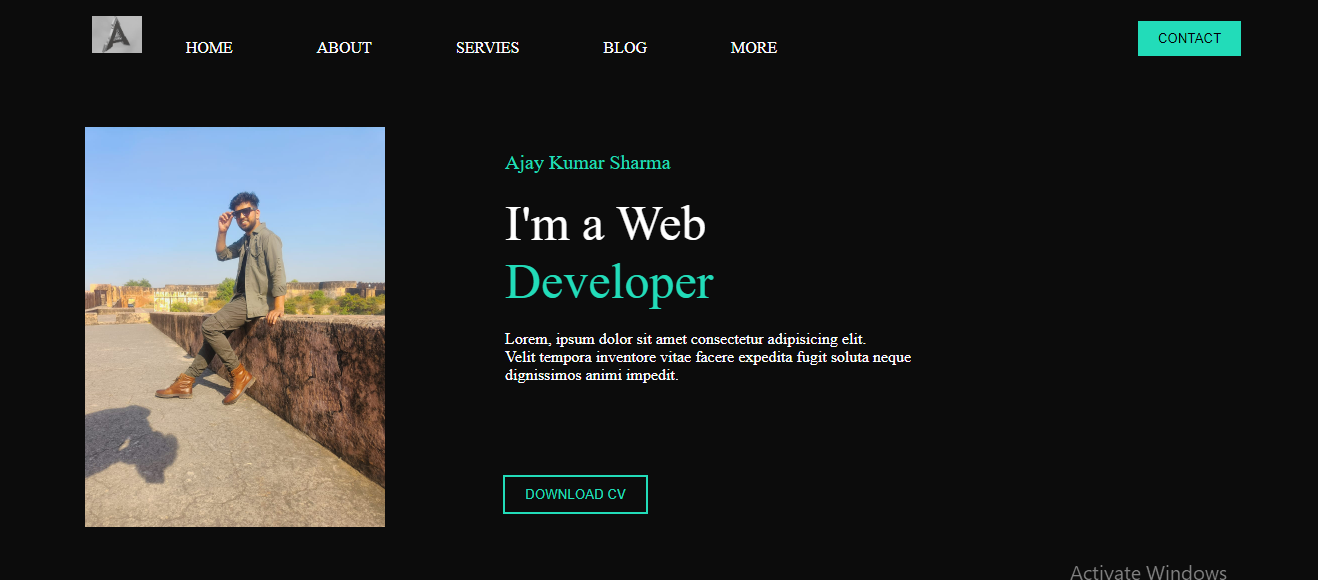 A
HOME ABOUT SERVIES BLOG MORE
CONTACT
Ajay Kumar Sharma
I'm a Web
Developer
Lorem, ipsum dolor sit amet consectetur adipisicing elit.
Velit tempora inventore vitae facere expedita fugit soluta neque
dignissimos animi impedit.
DOWNLOAD CV
Activate Windows